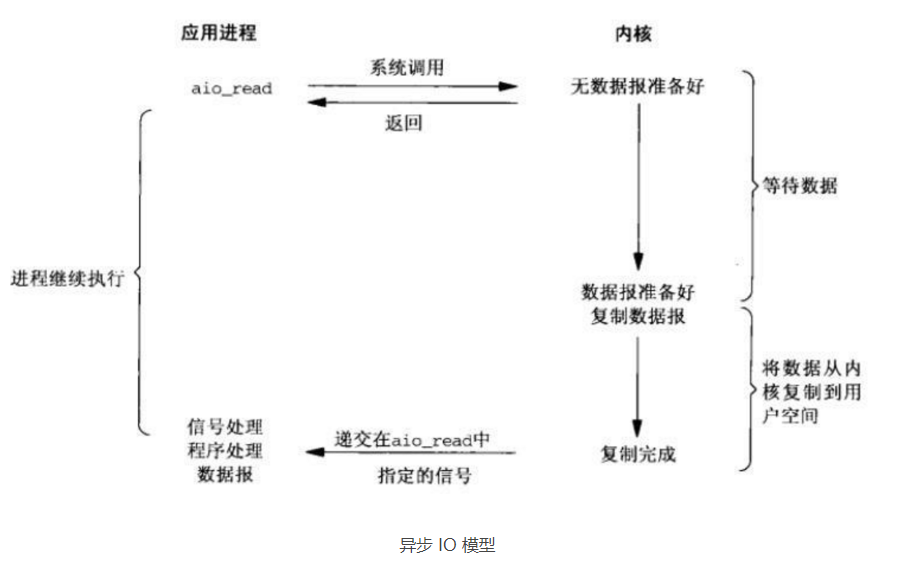 应用进程
内核
系统调用
aio_read
无数据报准备好
返回
等待数据
进程继续执行
数据报准备好
复制数据报
将数据从内
核复制到用
户空间
信号处理
程序处理
数据报
递交在aio_read中
指定的信号
复制完成
异步 IO 模型